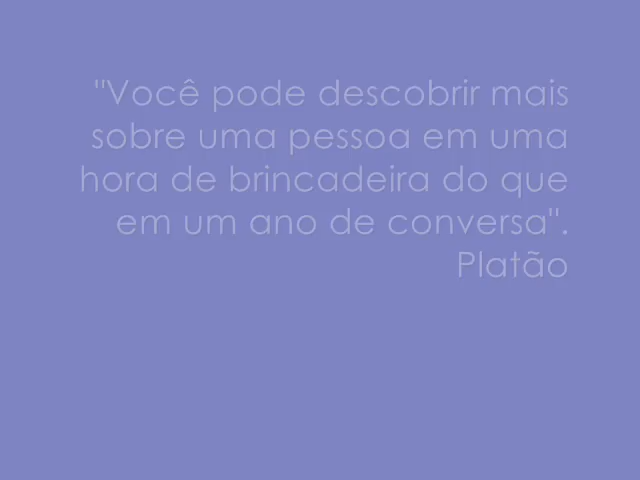 "Você pode descobrir mais
sobre uma pessoa em uma
hora de brincadeira do que
em um ano de conversa".
Platão